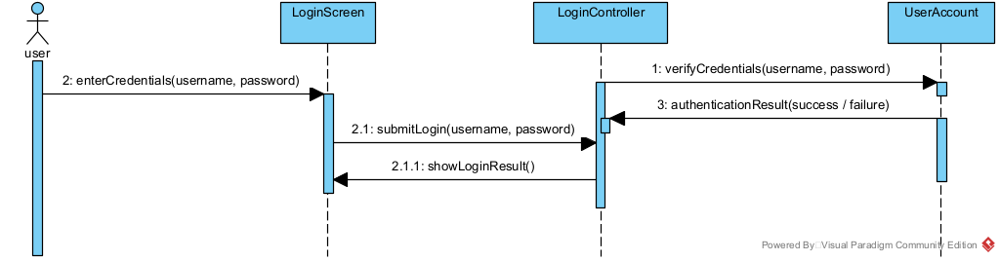 LoginScreen
LoginController
UserAccount
user
1: verifyCredentials(username, password)
2: enterCredentials(username, password)
3: authenticationResult(success / failure)
2.1: submitLogin(username, password)
2.1.1: showLoginResult()
Powered By Visual Paradigm Community Edition